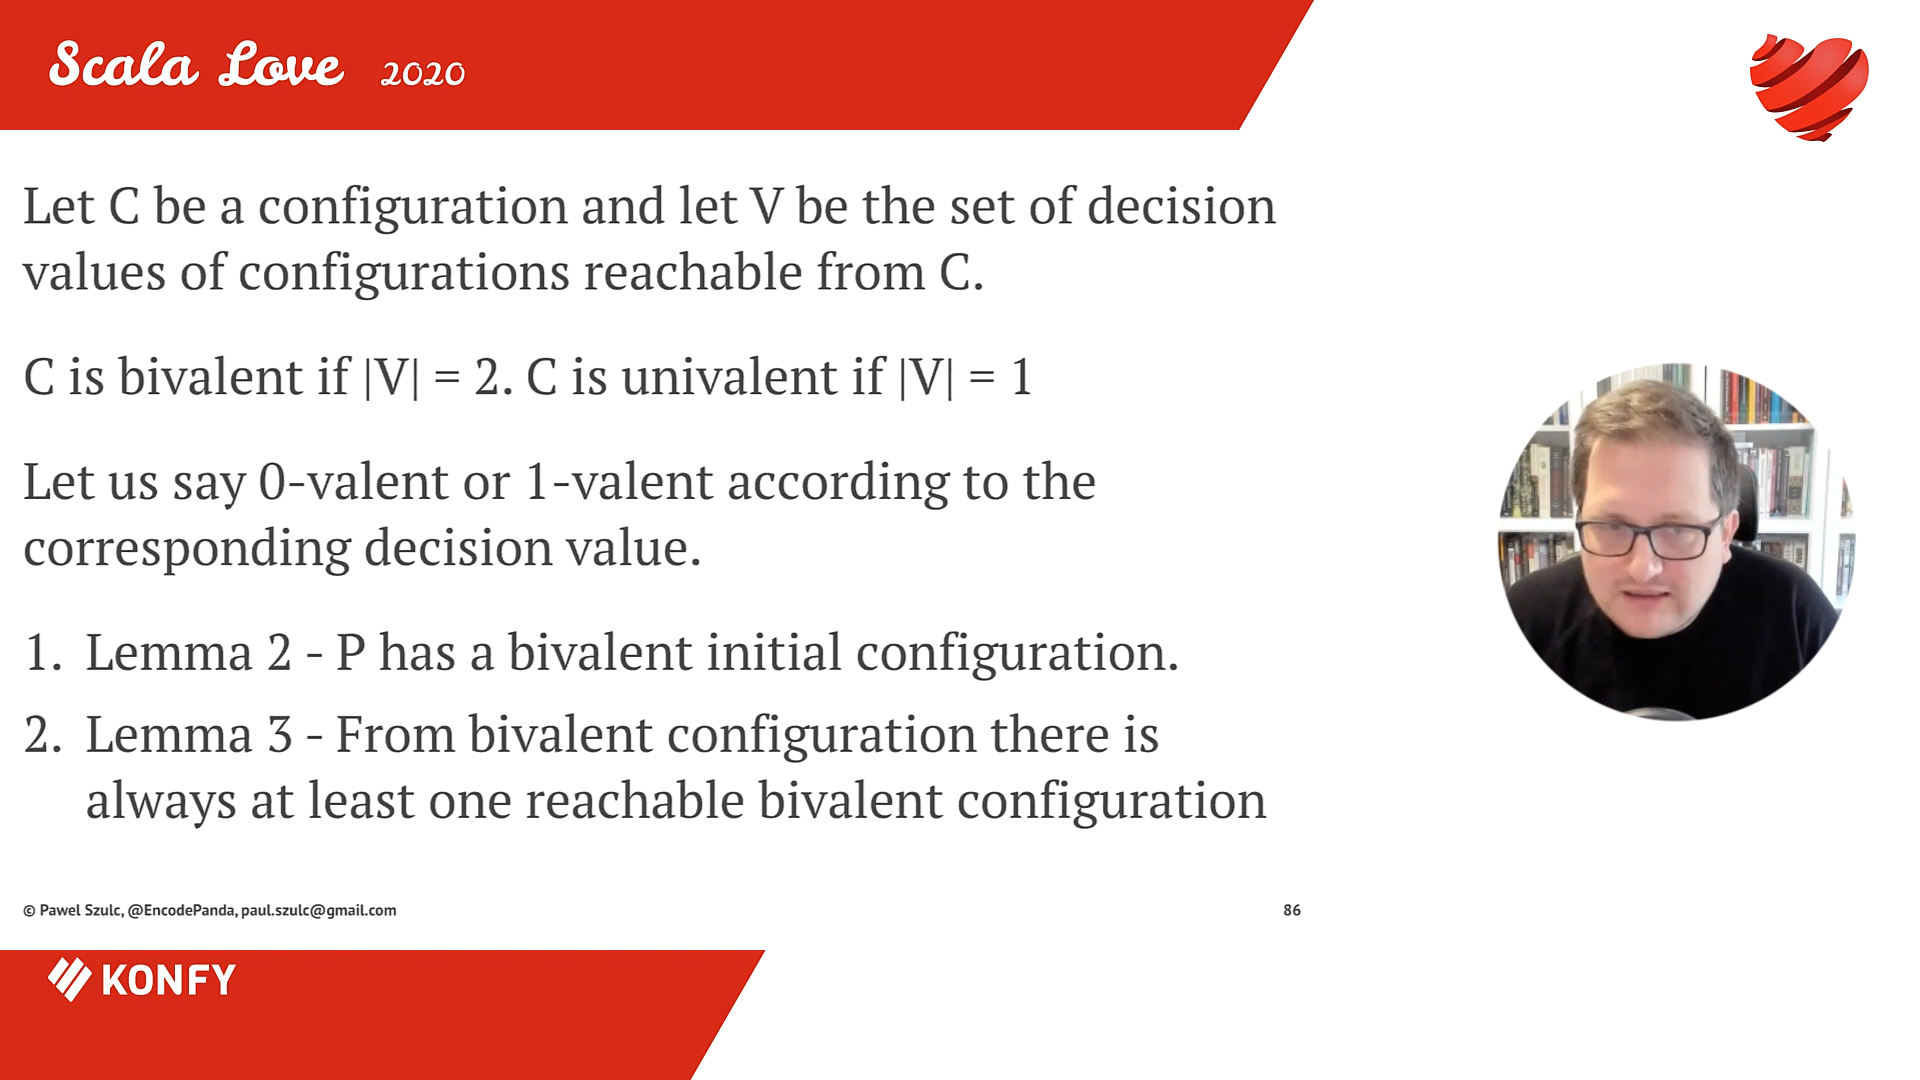 Scala Love 2020
Let C be a configuration and let V be the set of decision
values of configurations reachable from C.
C is bivalent if |V| = 2. C is univalent if |V| = 1
Let us say 0-valent or 1-valent according to the
corresponding decision value.
1. Lemma 2 - P has a bivalent initial configuration.
2. Lemma 3 - From bivalent configuration there is
always at least one reachable bivalent configuration
© Pawel Szulc, @EncodePanda, paul.szulc@gmail.com
86
KONFY